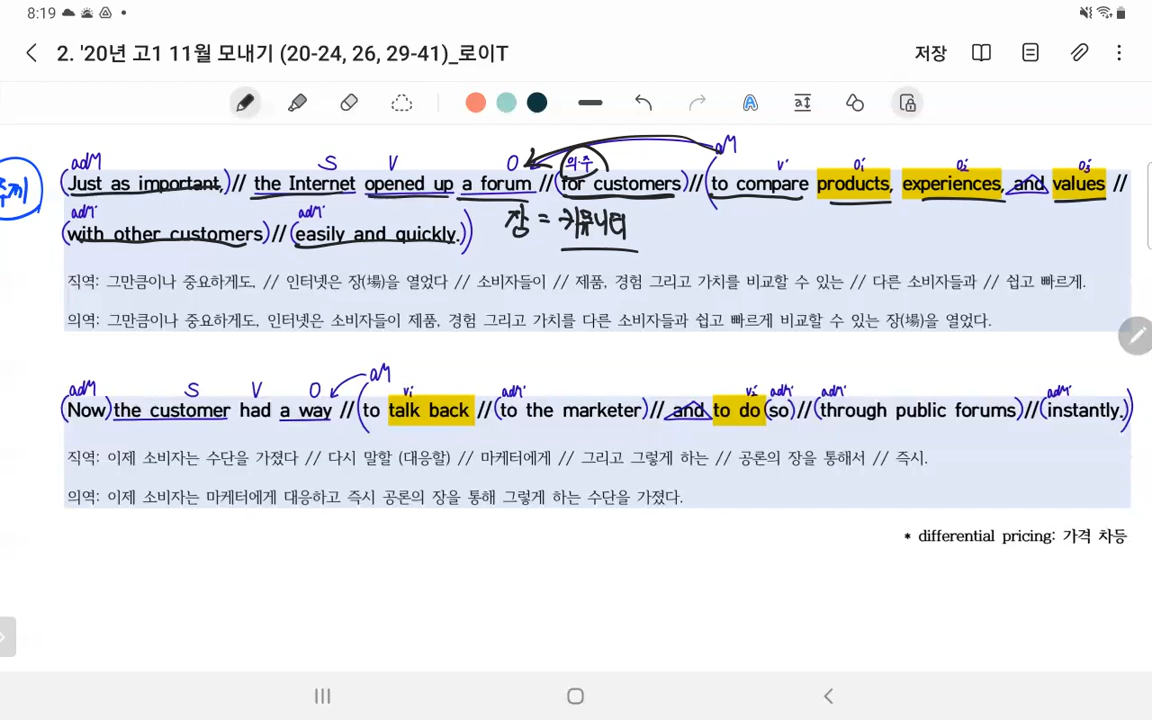 8:19
2. '20년 고1 11월 모내기 (20-24, 26, 29-41)_로이T
저장
adM S V O 의·주 aM v' o₁ o₂ o₃
(Just as important,)// the Internet opened up a forum //(for customers)//(to compare products, experiences, and values //
adM' adM' 장 = 커뮤니티
(with other customers)//(easily and quickly.))
직역: 그만큼이나 중요하게도, // 인터넷은 장(場)을 열었다 // 소비자들이 // 제품, 경험 그리고 가치를 비교할 수 있는 // 다른 소비자들과 // 쉽고 빠르게.
의역: 그만큼이나 중요하게도, 인터넷은 소비자들이 제품, 경험 그리고 가치를 다른 소비자들과 쉽고 빠르게 비교할 수 있는 장(場)을 열었다.
adM S V O aM v₁ adM' v₂ adM' adM' adM'
(Now)the customer had a way //(to talk back //(to the marketer)// and to do (so)//(through public forums)//(instantly.))
직역: 이제 소비자는 수단을 가졌다 // 다시 말할 (대응할) // 마케터에게 // 그리고 그렇게 하는 // 공론의 장을 통해서 // 즉시.
의역: 이제 소비자는 마케터에게 대응하고 즉시 공론의 장을 통해 그렇게 하는 수단을 가졌다.
* differential pricing: 가격 차등